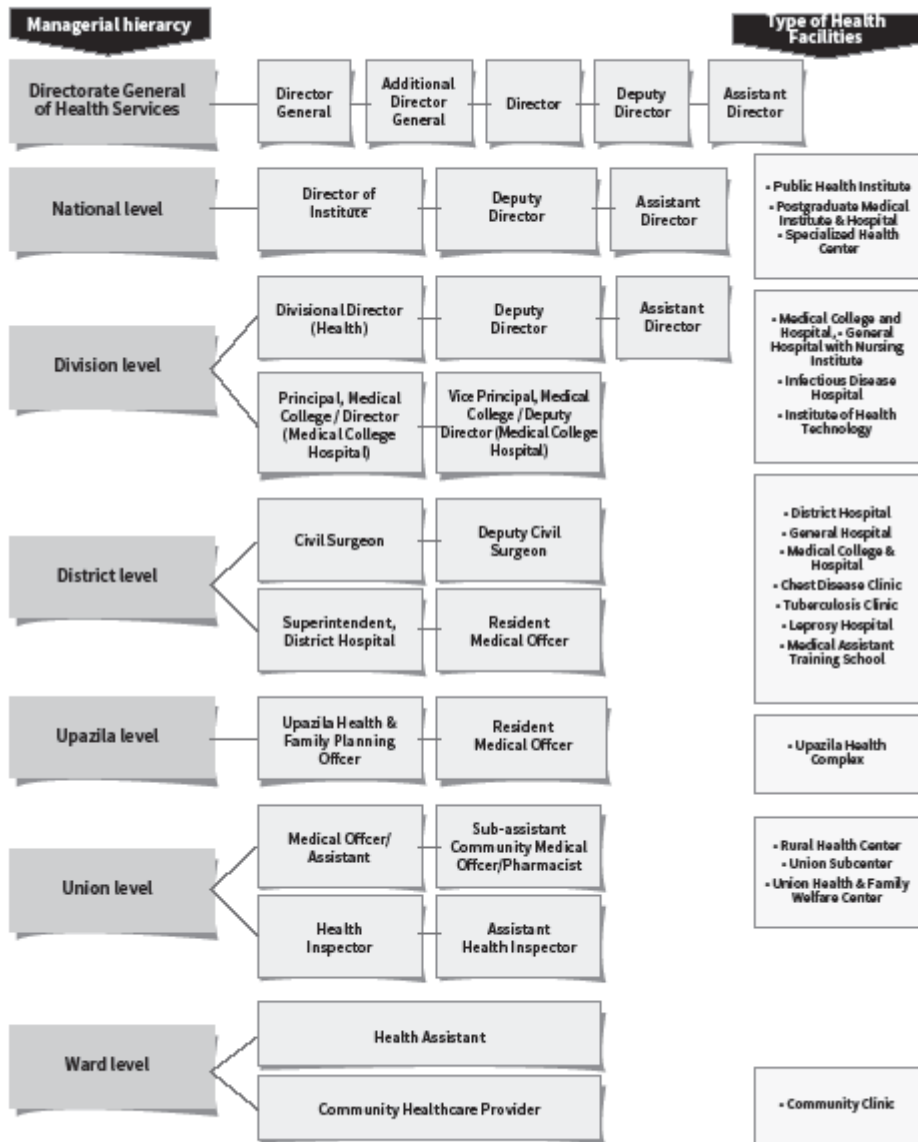 Managerial hierarcy
Type of Health
Facilities
Directorate General
of Health Services
Director
General
Additional
Director
General
Director
Deputy
Director
Assistant
Director
National level
Director of
Institute
Deputy
Director
Assistant
Director
- Public Health Institute
- Postgraduate Medical
Institute & Hospital
- Specialized Health
Center
Division level
Divisional Director
(Health)
Deputy
Director
Assistant
Director
Principal, Medical
College / Director
(Medical College
Hospital)
Vice Principal, Medical
College / Deputy
Director (Medical College
Hospital)
- Medical College and
Hospital, - General
Hospital with Nursing
Institute
- Infectious Disease
Hospital
- Institute of Health
Technology
District level
Civil Surgeon
Deputy Civil
Surgeon
Superintendent,
District Hospital
Resident
Medical Offcer
- District Hospital
- General Hospital
- Medical College &
Hospital
- Chest Disease Clinic
- Tuberculosis Clinic
- Leprosy Hospital
- Medical Assistant
Training School
Upazila level
Upazila Health &
Family Planning
Offcer
Resident
Medical Offcer
- Upazila Health
Complex
Union level
Medical Offcer/
Assistant
Sub-assistant
Community Medical
Offcer/Pharmacist
Health
Inspector
Assistant
Health Inspector
- Rural Health Center
- Union Subcenter
- Union Health & Family
Welfare Center
Ward level
Health Assistant
Community Healthcare Provider
- Community Clinic